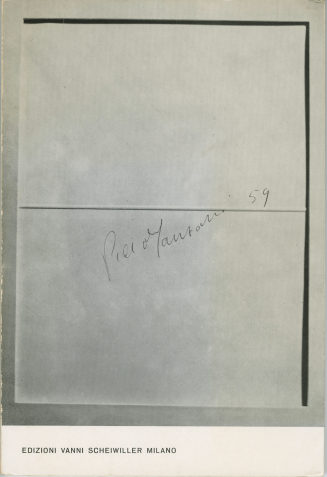 Piero Manzoni 59
EDIZIONI VANNI SCHEIWILLER MILANO